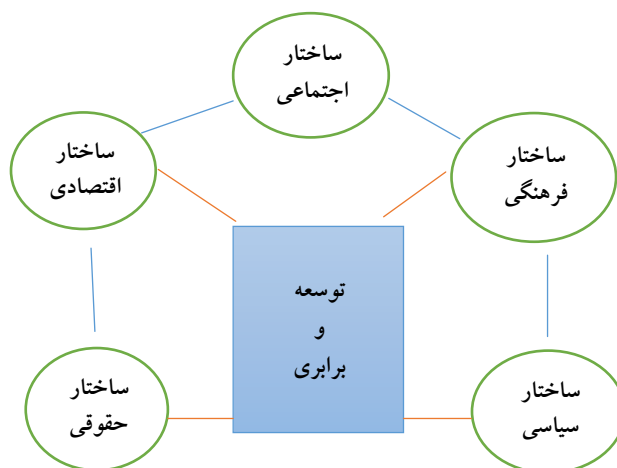 ساختار
اجتماعی
ساختار
فرهنگی
ساختار
اقتصادی
توسعه
و
برابری
ساختار
سیاسی
ساختار
حقوقی